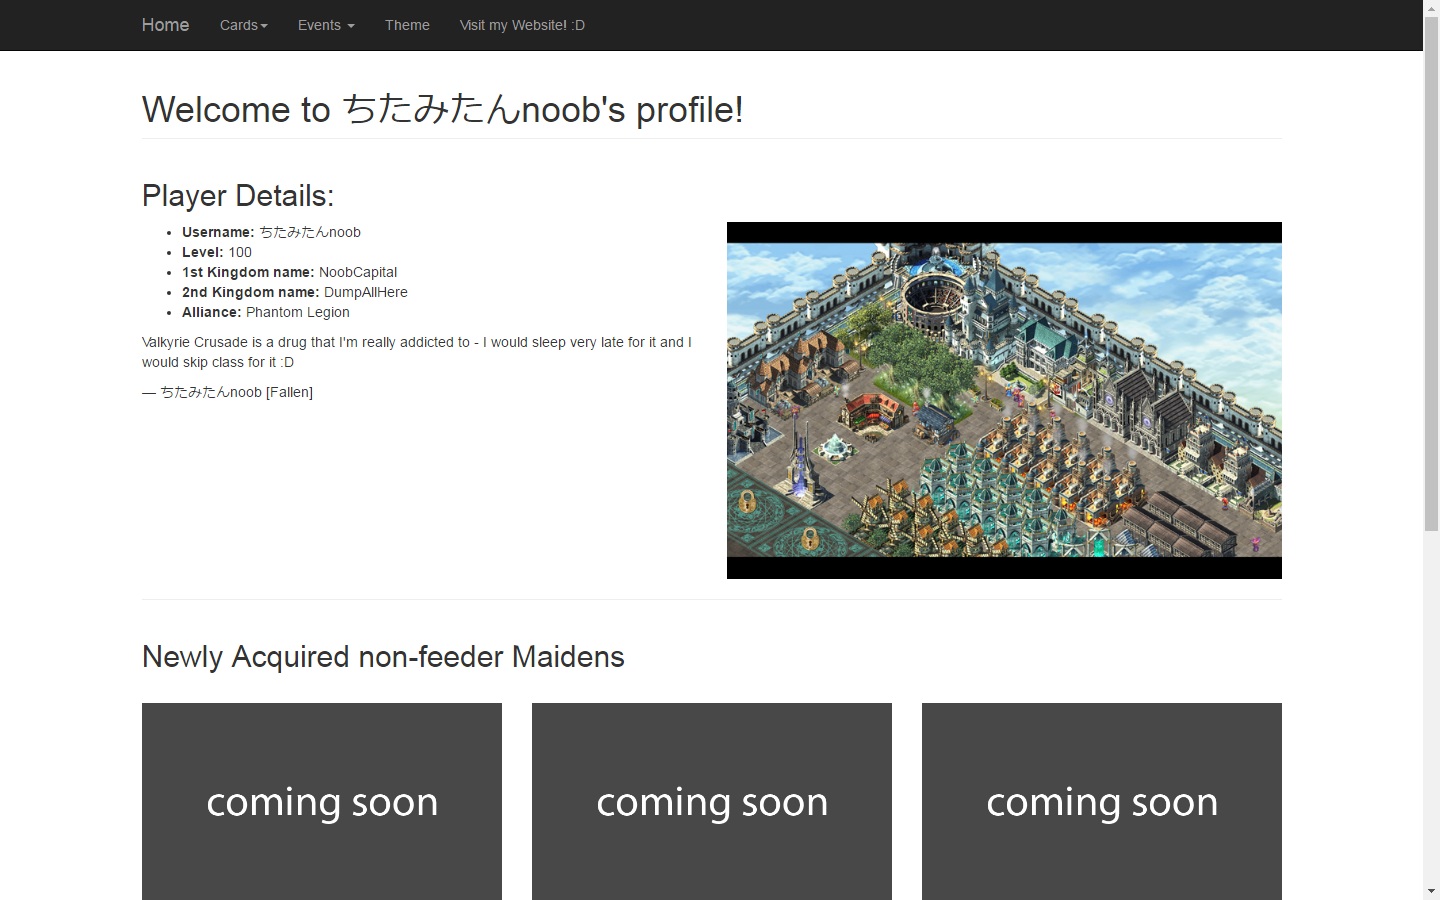 Home Cards Events Theme Visit my Website! :D
Welcome to ちたみたんnoob's profile!
Player Details:
Username: ちたみたんnoob
Level: 100
1st Kingdom name: NoobCapital
2nd Kingdom name: DumpAllHere
Alliance: Phantom Legion
Valkyrie Crusade is a drug that I'm really addicted to - I would sleep very late for it and I
would skip class for it :D
— ちたみたんnoob [Fallen]
Newly Acquired non-feeder Maidens
coming soon coming soon coming soon